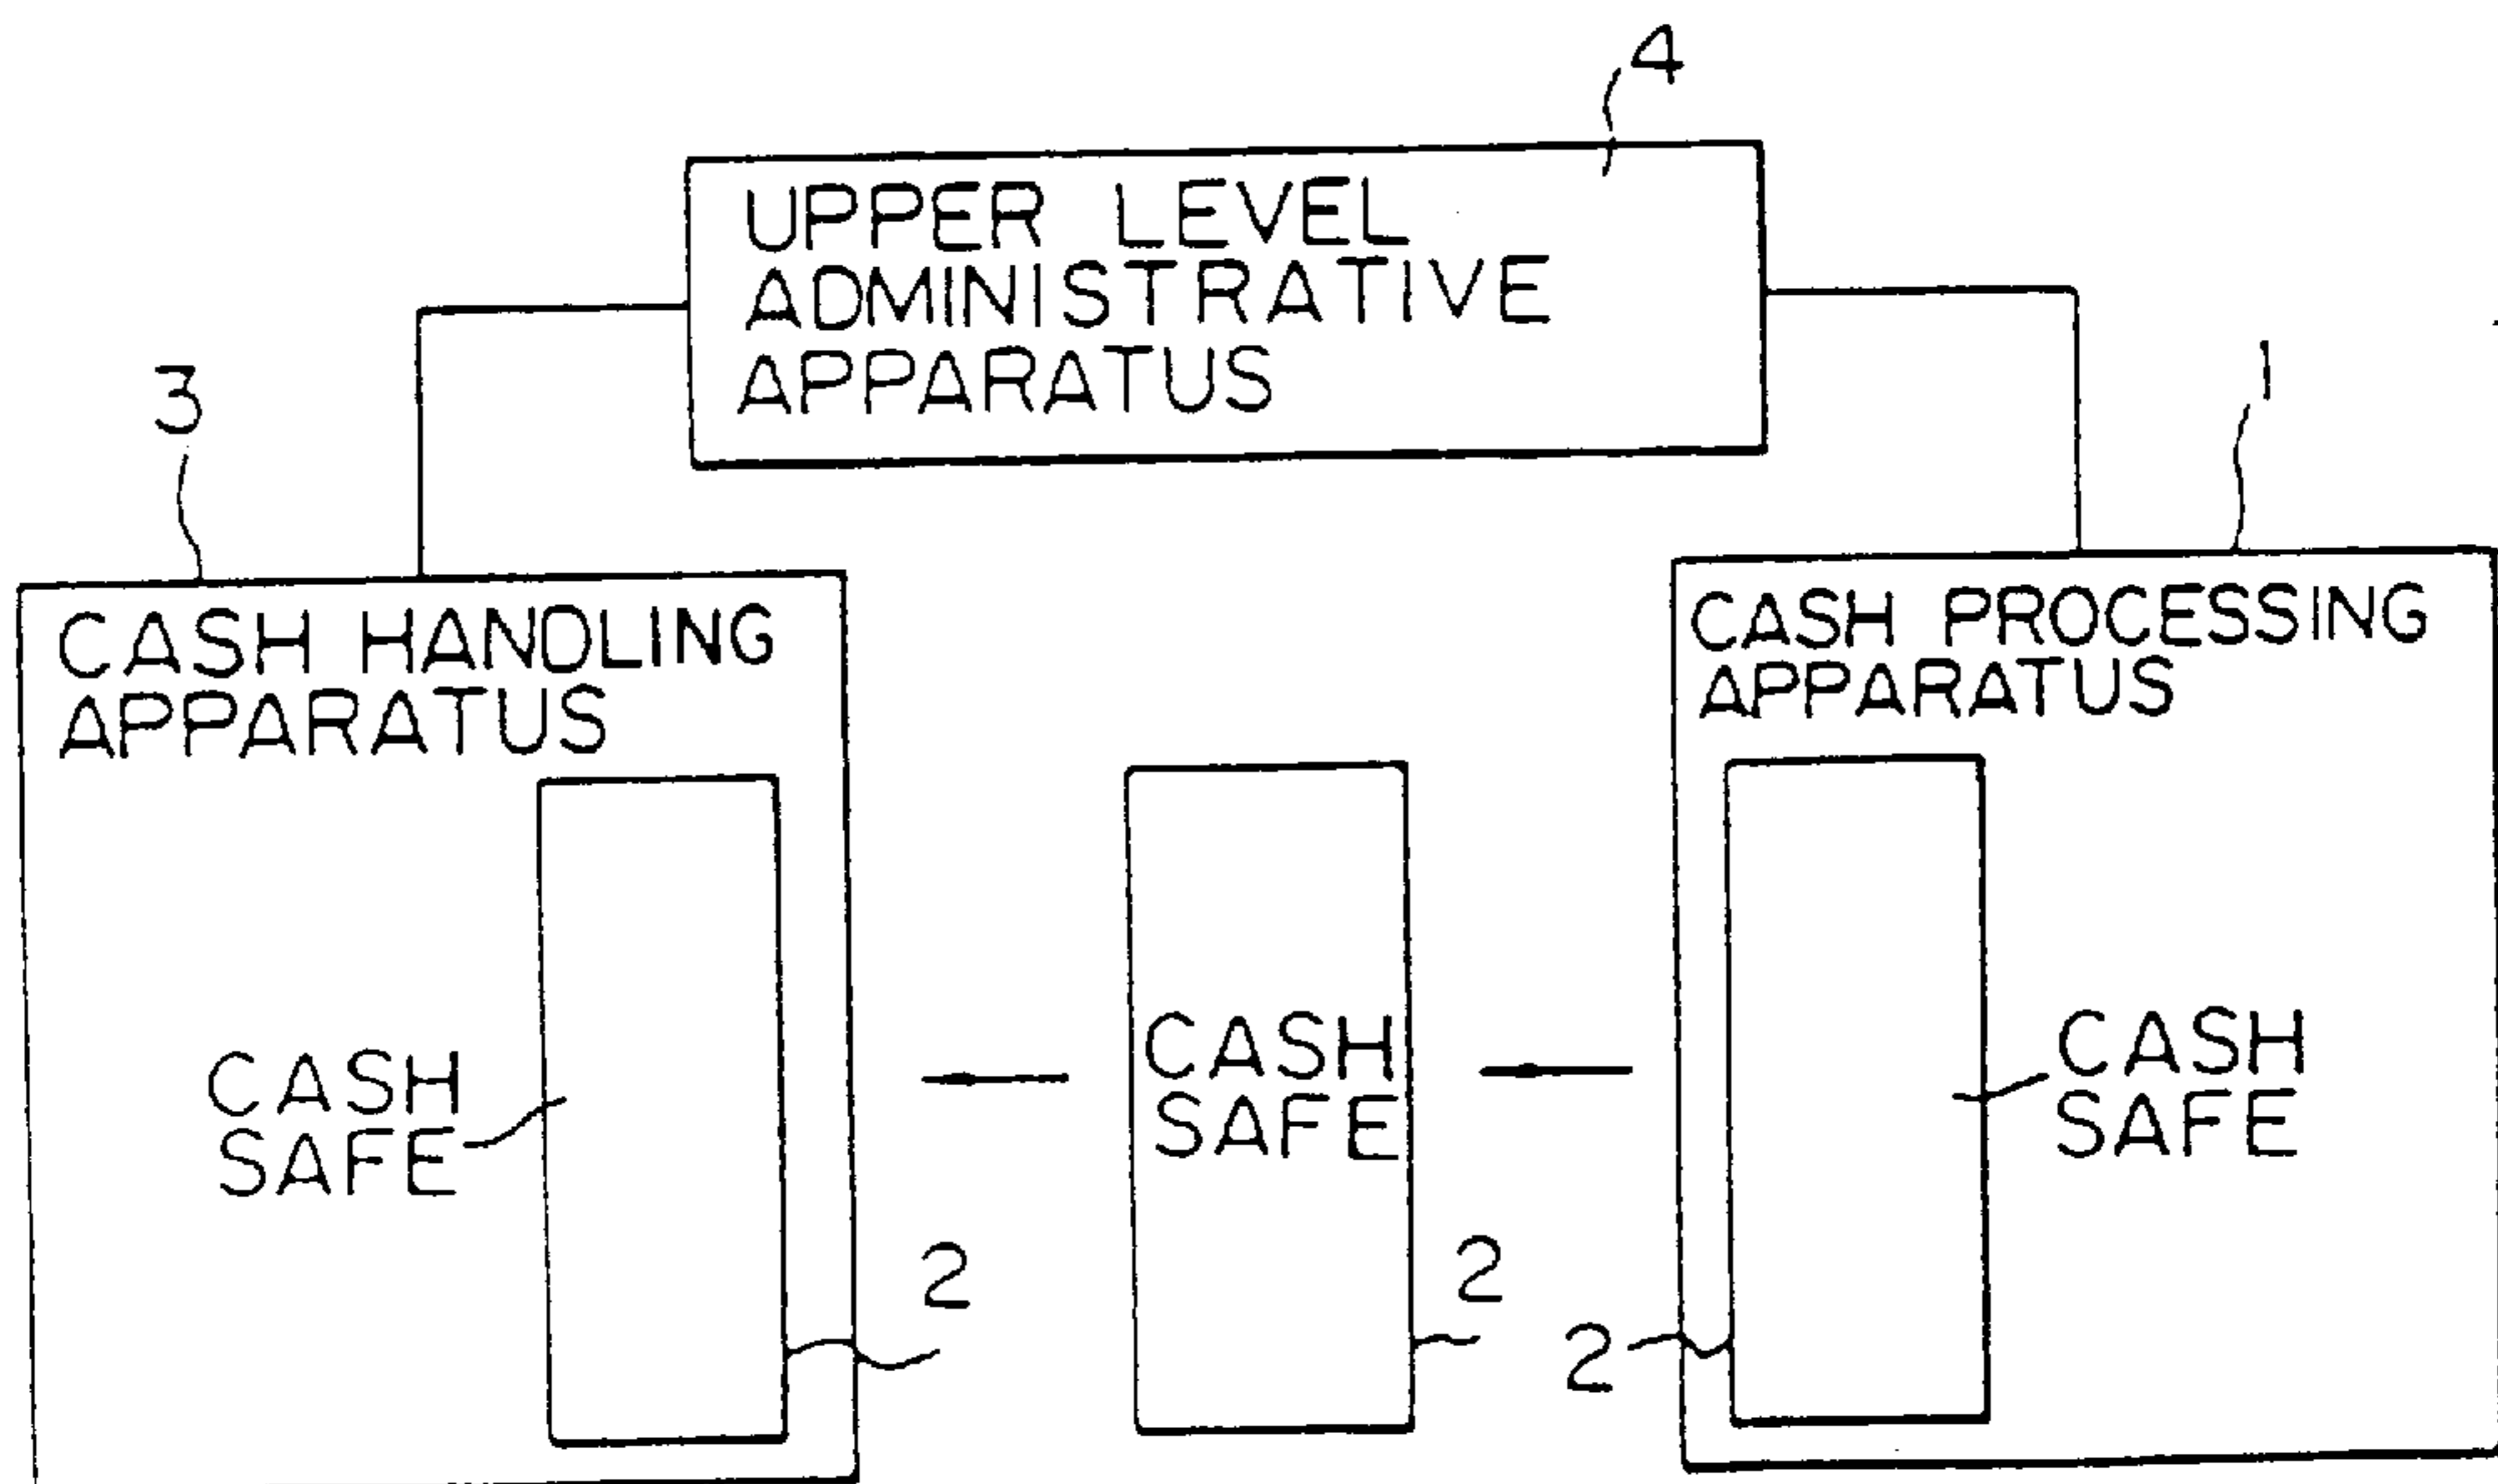 4
UPPER LEVEL
ADMINISTRATIVE
APPARATUS
3
1
CASH HANDLING
APPARATUS
CASH PROCESSING
APPARATUS
CASH
SAFE
CASH
SAFE
CASH
SAFE
2
2
2